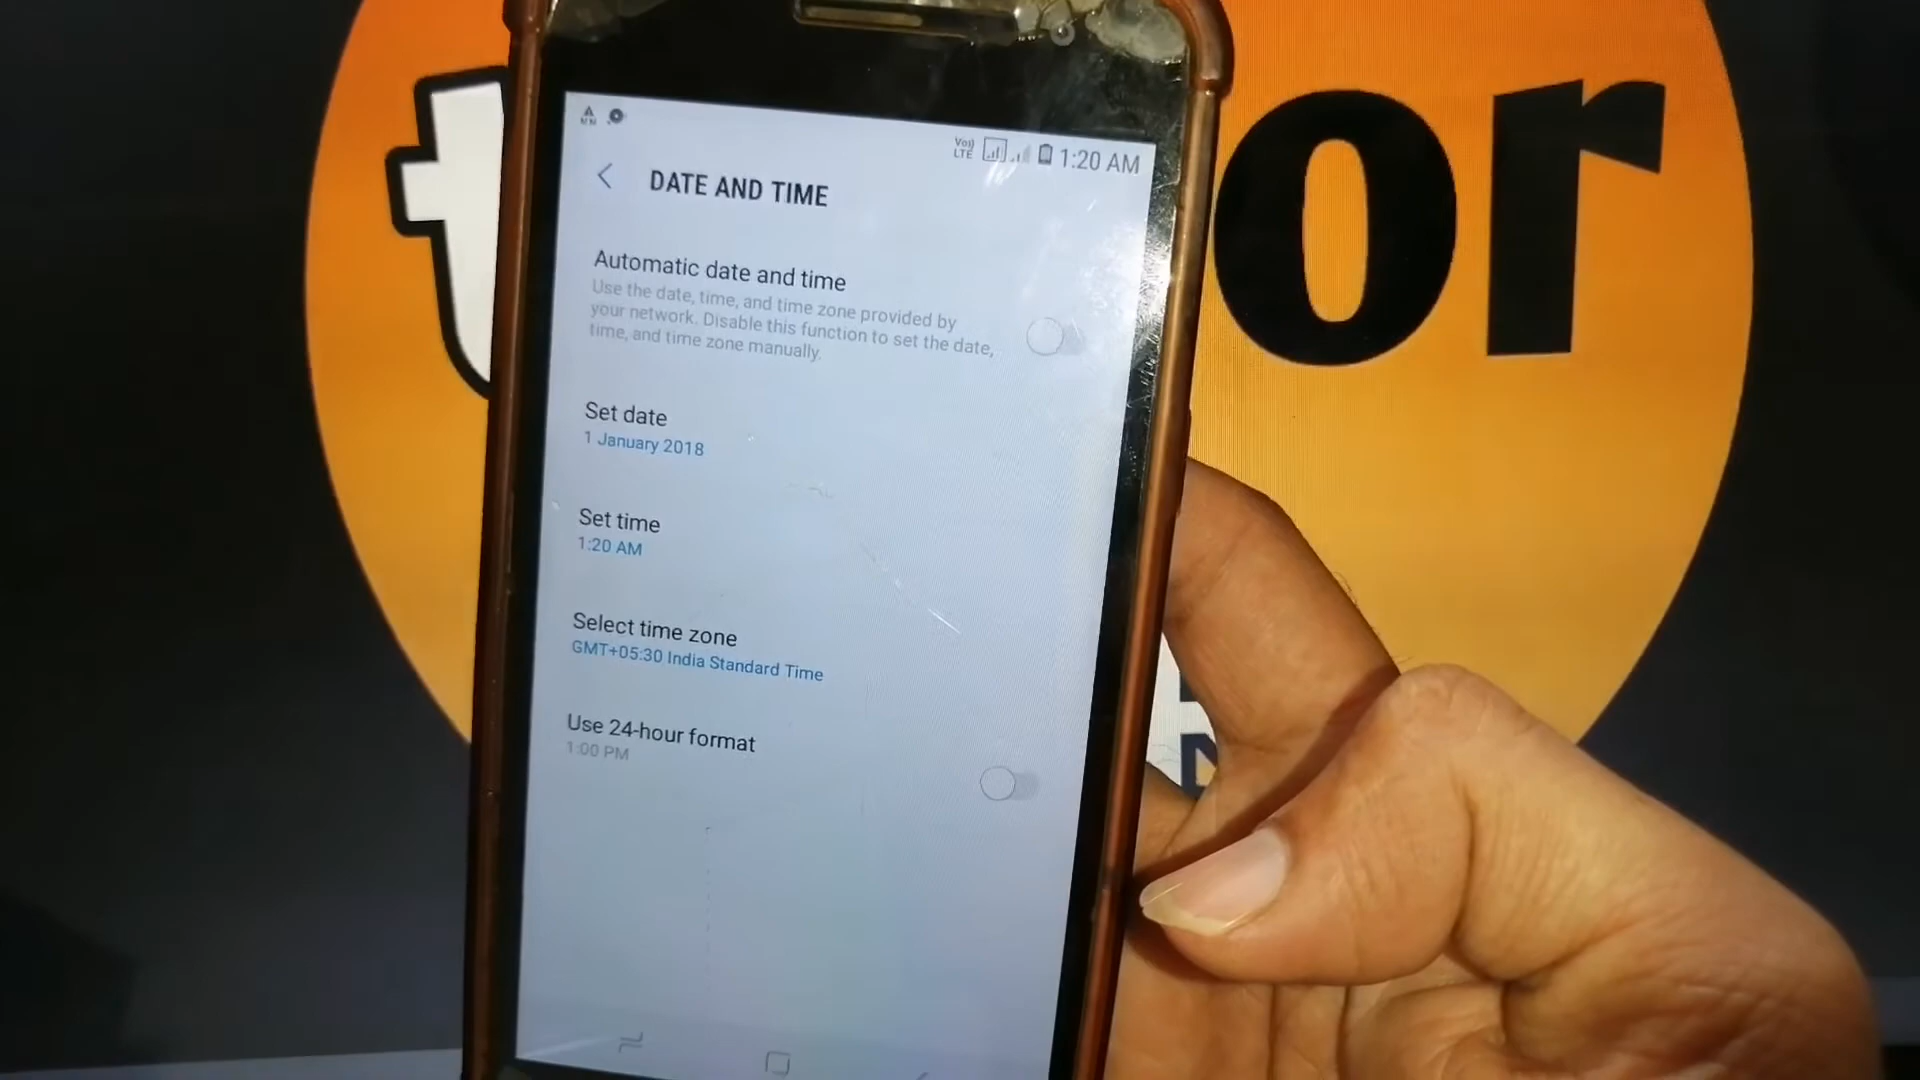 t or
Voj)
LTE
1:20 AM
DATE AND TIME
Automatic date and time
Use the date, time, and time zone provided by
your network. Disable this function to set the date,
time, and time zone manually.
Set date
1 January 2018
Set time
1:20 AM
Select time zone
GMT+05:30 India Standard Time
Use 24-hour format
1:00 PM